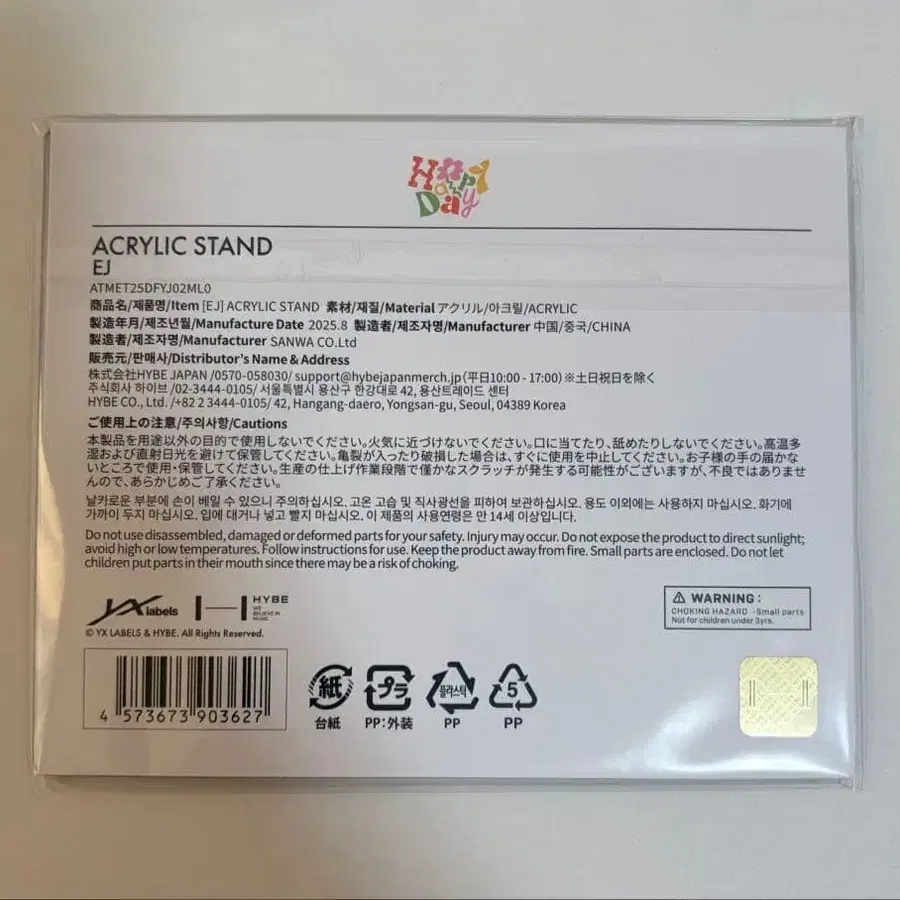 Happy
Day
ACRYLIC STAND
EJ
ATMET25DFYJ02ML0
商品名/제품명/Item [EJ] ACRYLIC STAND 素材/재질/Material アクリル/아크릴/ACRYLIC
製造年月/제조년월/Manufacture Date 2025.8 製造者/제조자명/Manufacturer 中国/중국/CHINA
製造者/제조자명/Manufacturer SANWA CO.Ltd
販売元/판매사/Distributor's Name & Address
株式会社HYBE JAPAN /0570-058030/ support@hybejapanmerch.jp(平日10:00 - 17:00) ※土日祝日を除く
주식회사 하이브 /02-3444-0105/ 서울특별시 용산구 한강대로 42, 용산트레이드 센터
HYBE CO., Ltd. /+82 2 3444-0105/ 42, Hangang-daero, Yongsan-gu, Seoul, 04389 Korea
ご使用上の注意/주의사항/Cautions
本製品を用途以外の目的で使用しないでください。火気に近づけないでください。口に当てたり、舐めたりしないでください。高温多
湿および直射日光を避けて保管してください。亀裂が入ったり破損した場合は、すぐに使用を中止してください。お子様の手の届かな
いところで使用・保管してください。生産の仕上げ作業段階で僅かなスクラッチが発生する可能性がございますが、不良ではありませ
んので、あらかじめご了承ください。
날카로운 부분에 손이 베일 수 있으니 주의하십시오. 고온 고습 및 직사광선을 피하여 보관하십시오. 용도 이외에는 사용하지 마십시오. 화기에
가까이 두지 마십시오. 입에 대거나 넣고 빨지 마십시오. 이 제품의 사용연령은 만 14세 이상입니다.
Do not use disassembled, damaged or deformed parts for your safety. Injury may occur. Do not expose the product to direct sunlight;
avoid high or low temperatures. Follow instructions for use. Keep the product away from fire. Small parts are enclosed. Do not let
children put parts in their mouth since there may be a risk of choking.
YX labels HYBE
WE
BELIEVE IN
MUSIC
© YX LABELS & HYBE. All Rights Reserved.
WARNING :
CHOKING HAZARD -Small parts
Not for children under 3yrs.
4 573673 903627
紙 プラ 플라스틱 5
台紙 PP:外装 PP PP